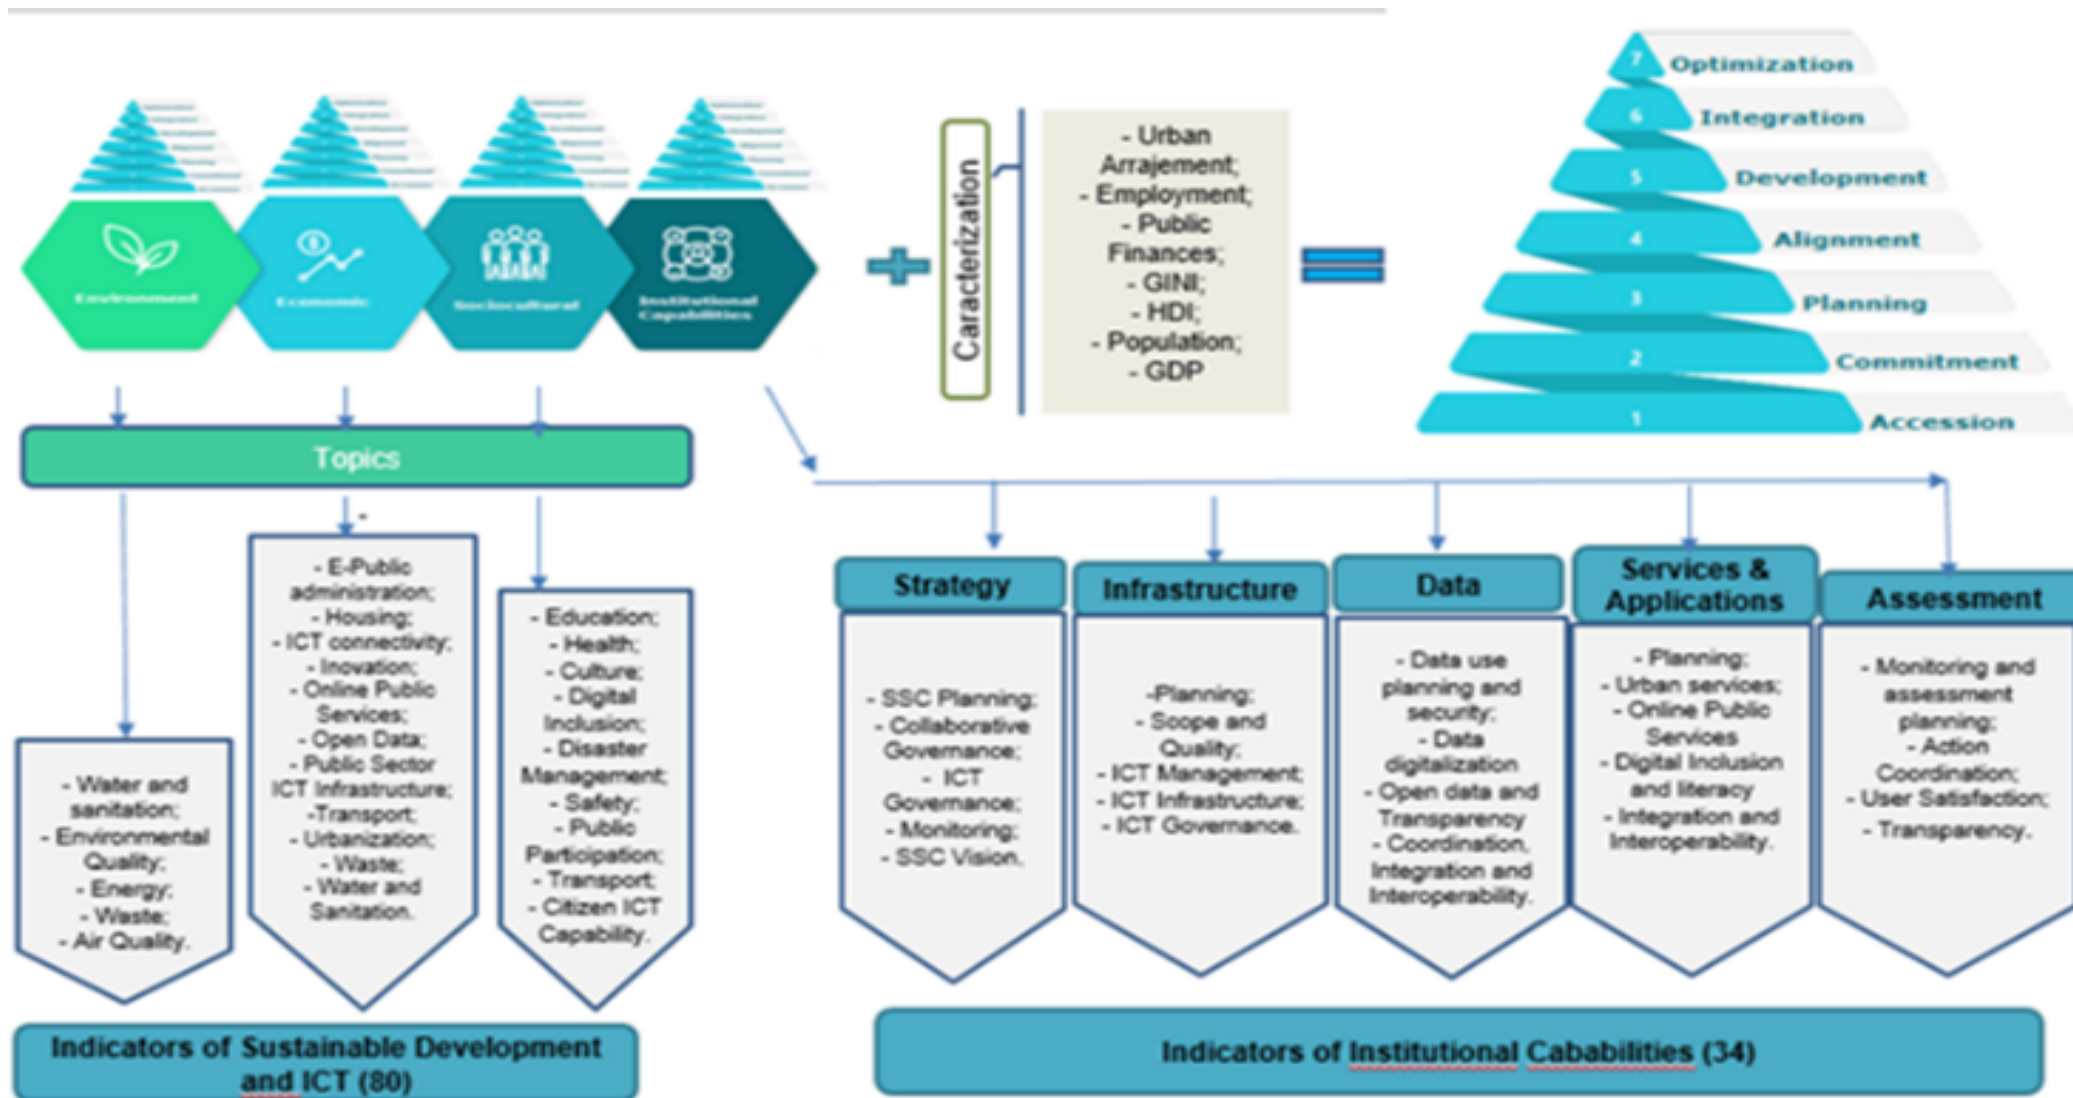 Environment
Economic
Sociocultural
Institutional
Capabilities
Caracterization
- Urban
Arrajement;
- Employment;
- Public
Finances;
- GINI;
- HDI;
- Population;
- GDP
7 Optimization
6 Integration
5 Development
4 Alignment
3 Planning
2 Commitment
1 Accession
Topics
-
- Water and
sanitation;
- Environmental
Quality;
- Energy;
- Waste;
- Air Quality.
- E-Public
administration;
- Housing;
- ICT connectivity;
- Inovation;
- Online Public
Services;
- Open Data;
- Public Sector
ICT Infrastructure;
-Transport;
- Urbanization;
- Waste;
- Water and
Sanitation.
- Education;
- Health;
- Culture;
- Digital
Inclusion;
- Disaster
Management;
- Safety;
- Public
Participation;
- Transport;
- Citizen ICT
Capability.
Indicators of Sustainable Development
and ICT (80)
Strategy
- SSC Planning;
- Collaborative
Governance;
- ICT
Governance;
- Monitoring;
- SSC Vision.
Infrastructure
-Planning;
- Scope and
Quality;
- ICT Management;
- ICT Infrastructure;
- ICT Governance.
Data
- Data use
planning and
security;
- Data
digitalization
- Open data and
Transparency
- Coordination,
Integration and
Interoperability.
Services &
Applications
- Planning;
- Urban services;
- Online Public
Services
- Digital Inclusion
and literacy
- Integration and
Interoperability.
Assessment
- Monitoring and
assessment
planning;
- Action
Coordination;
- User Satisfaction;
- Transparency.
Indicators of Institutional Cababilities (34)